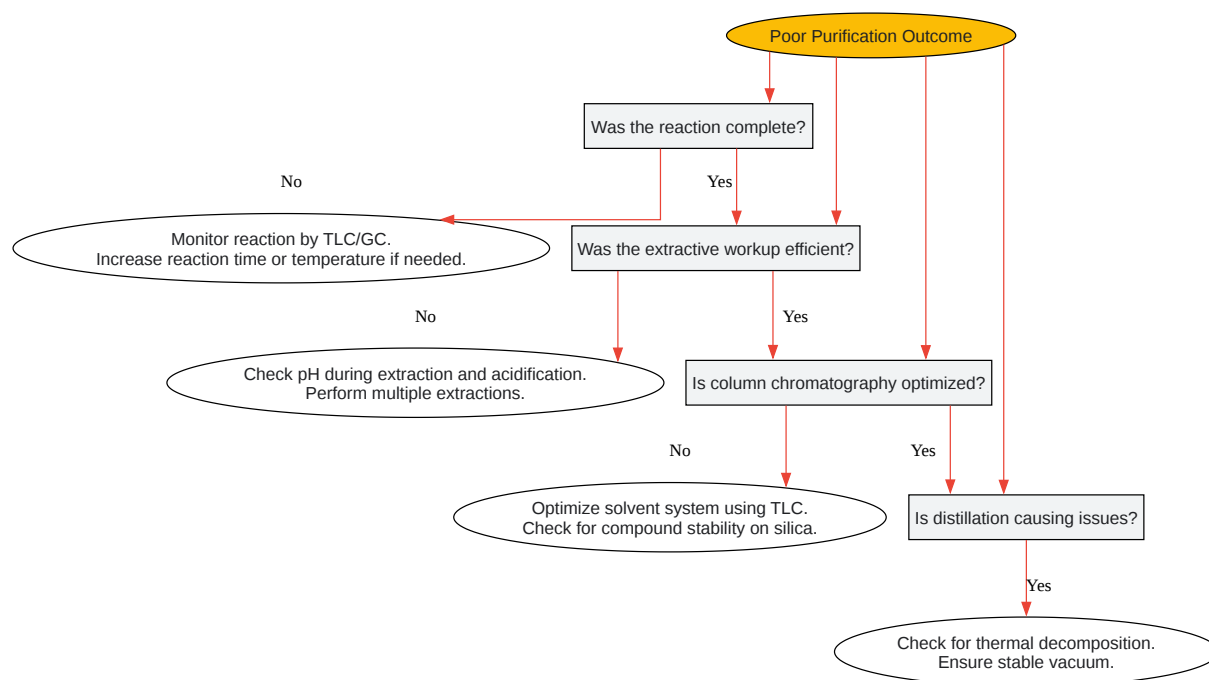 Poor Purification Outcome
Was the reaction complete?
No
Yes
Monitor reaction by TLC/GC.
Increase reaction time or temperature if needed.
Was the extractive workup efficient?
No
Yes
Check pH during extraction and acidification.
Perform multiple extractions.
Is column chromatography optimized?
No
Yes
Optimize solvent system using TLC.
Check for compound stability on silica.
Is distillation causing issues?
Yes
Check for thermal decomposition.
Ensure stable vacuum.